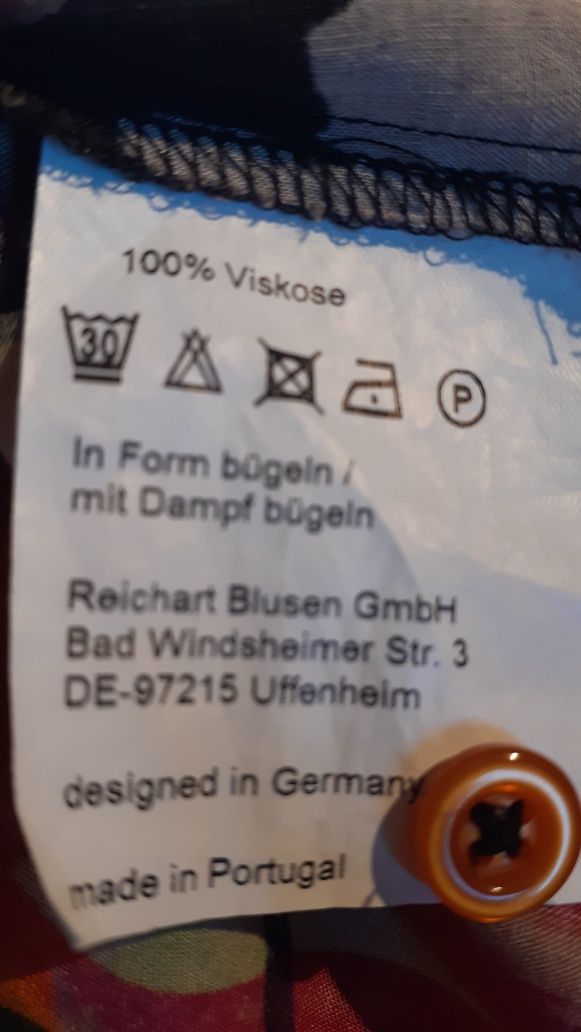 100% Viskose
30 P
In Form bügeln /
mit Dampf bügeln
Reichart Blusen GmbH
Bad Windsheimer Str. 3
DE-97215 Uffenheim
designed in Germany
made in Portugal